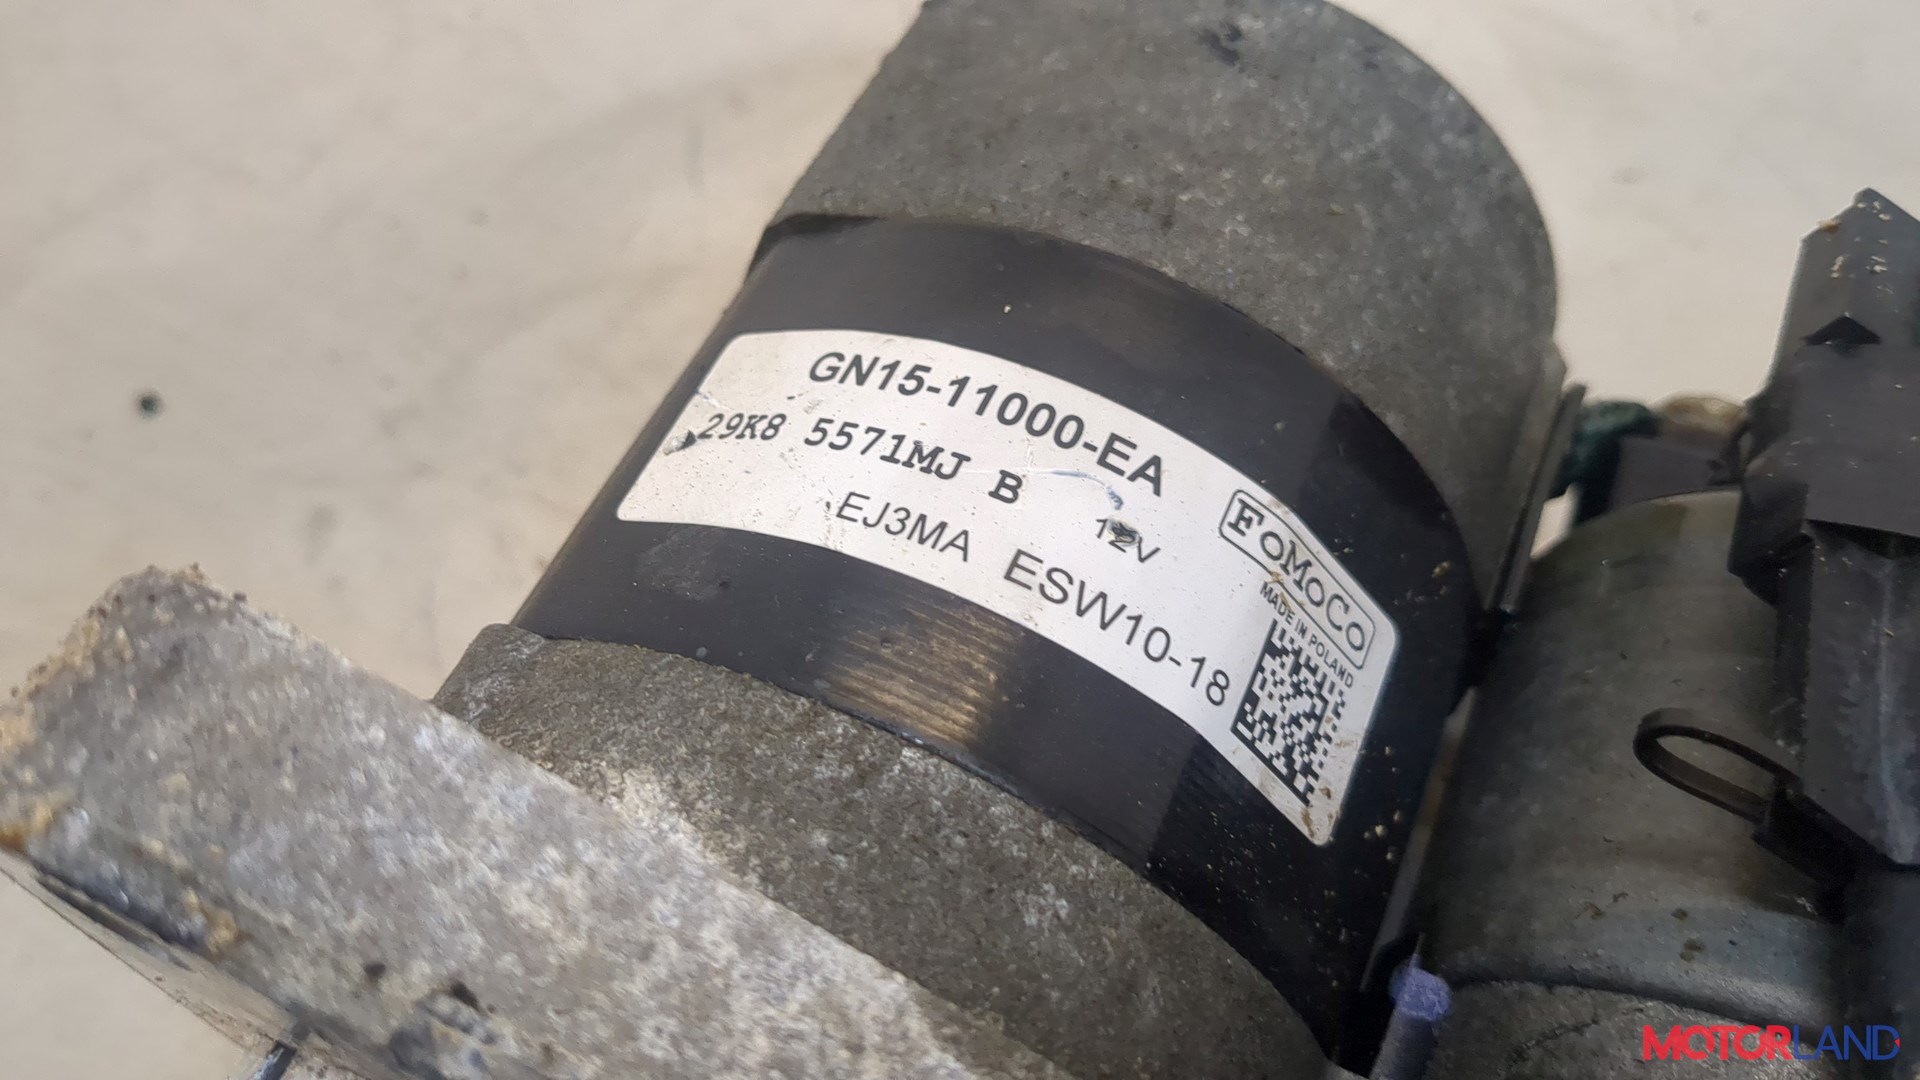 GN15-11000-EA
29K8 5571MJ B
12V
EJ3MA ESW10-18
FoMoCo
MADE IN POLAND
MOTORLAND